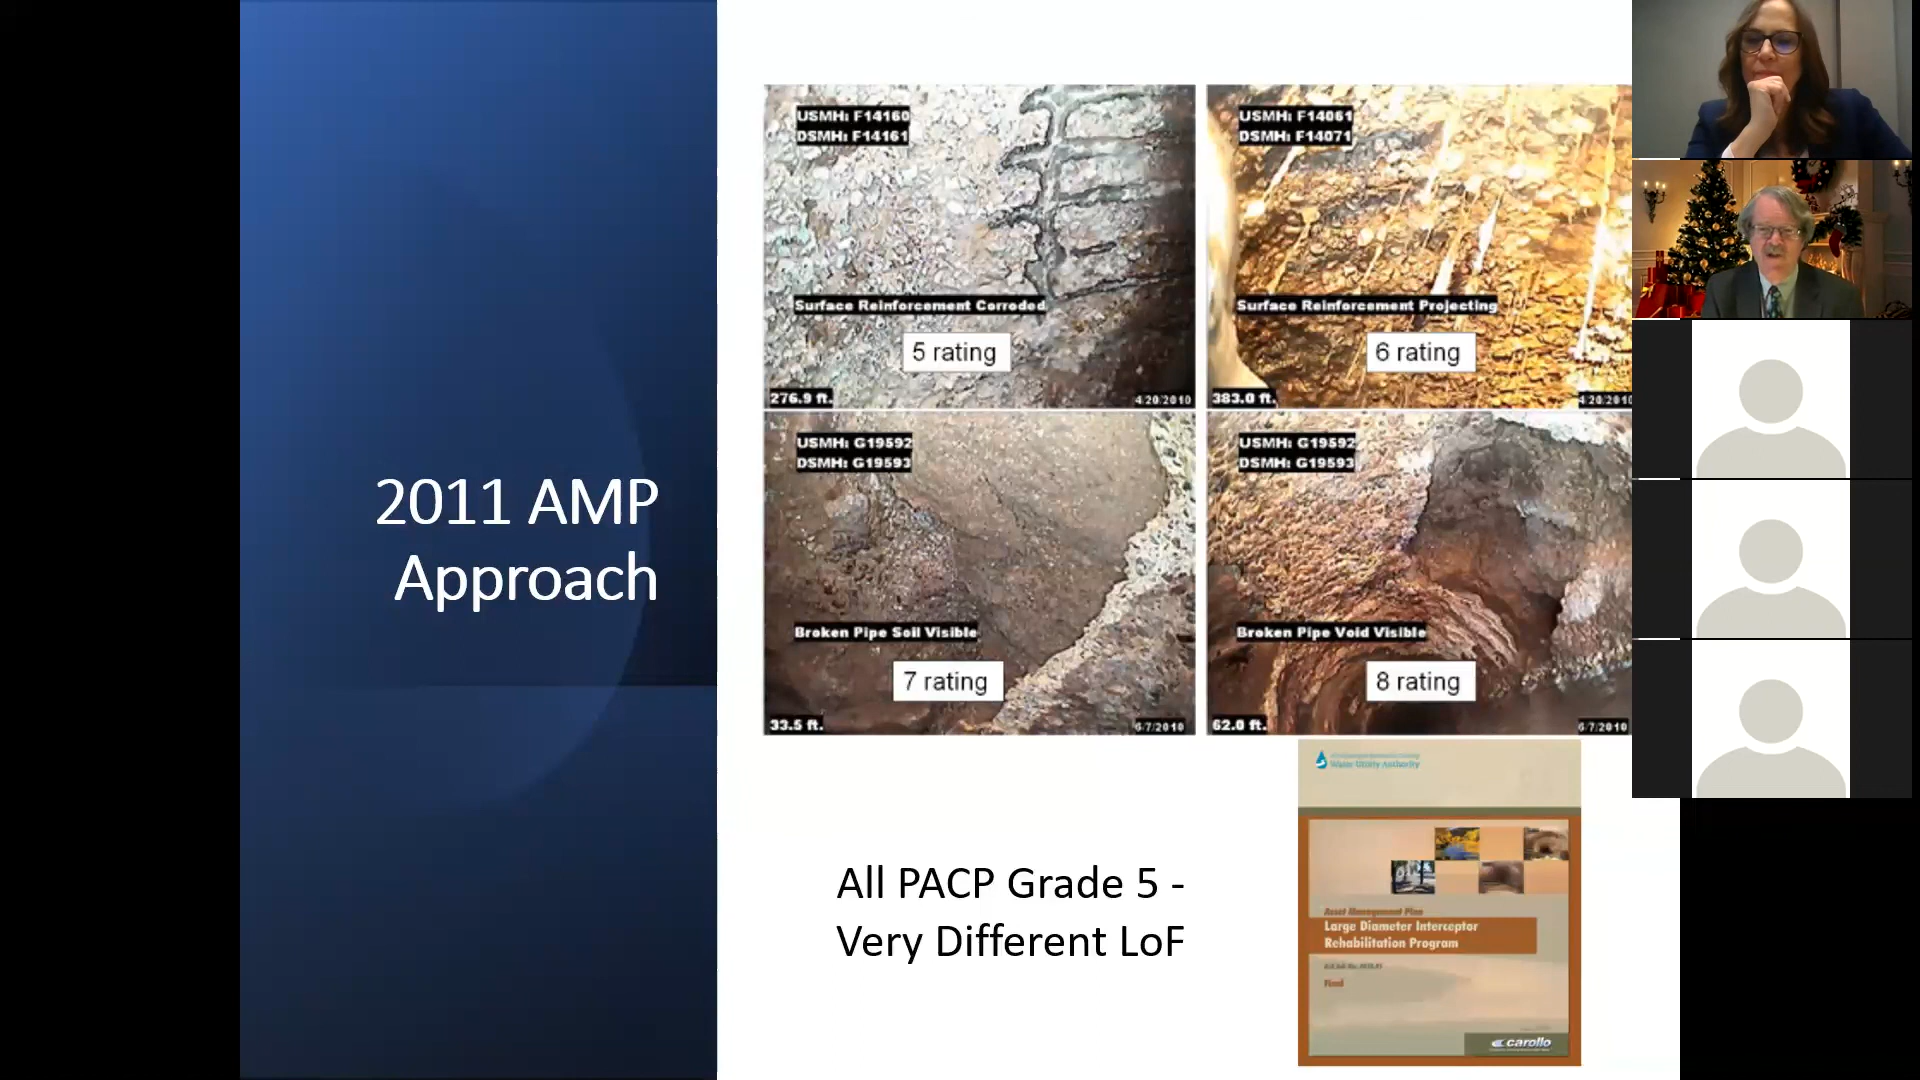 2011 AMP
Approach
USMH: F14160
DSMH: F14161
Surface Reinforcement Corroded
5 rating
276.9 ft.
4/20/2010
USMH: F14061
DSMH: F14071
Surface Reinforcement Projecting
6 rating
383.0 ft.
4/20/2010
USMH: G19592
DSMH: G19593
Broken Pipe Soil Visible
7 rating
33.5 ft.
6/7/2010
USMH: G19592
DSMH: G19593
Broken Pipe Void Visible
8 rating
62.0 ft.
6/7/2010
All PACP Grade 5 -
Very Different LoF
Water Utility Authority
Asset Management Plan
Large Diameter Interceptor
Rehabilitation Program
Final
carollo